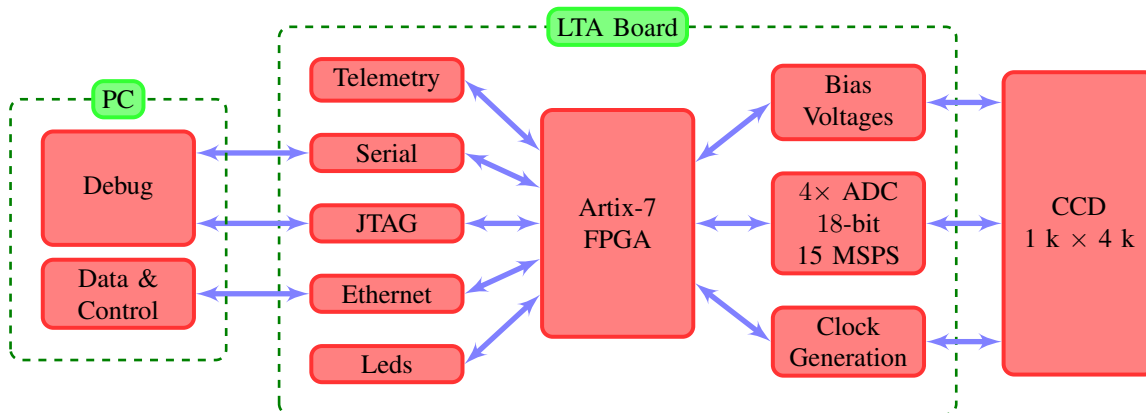 LTA Board
PC
Debug
Data &
Control
Telemetry
Serial
JTAG
Ethernet
Leds
Artix-7
FPGA
Bias
Voltages
4× ADC
18-bit
15 MSPS
Clock
Generation
CCD
1 k × 4 k